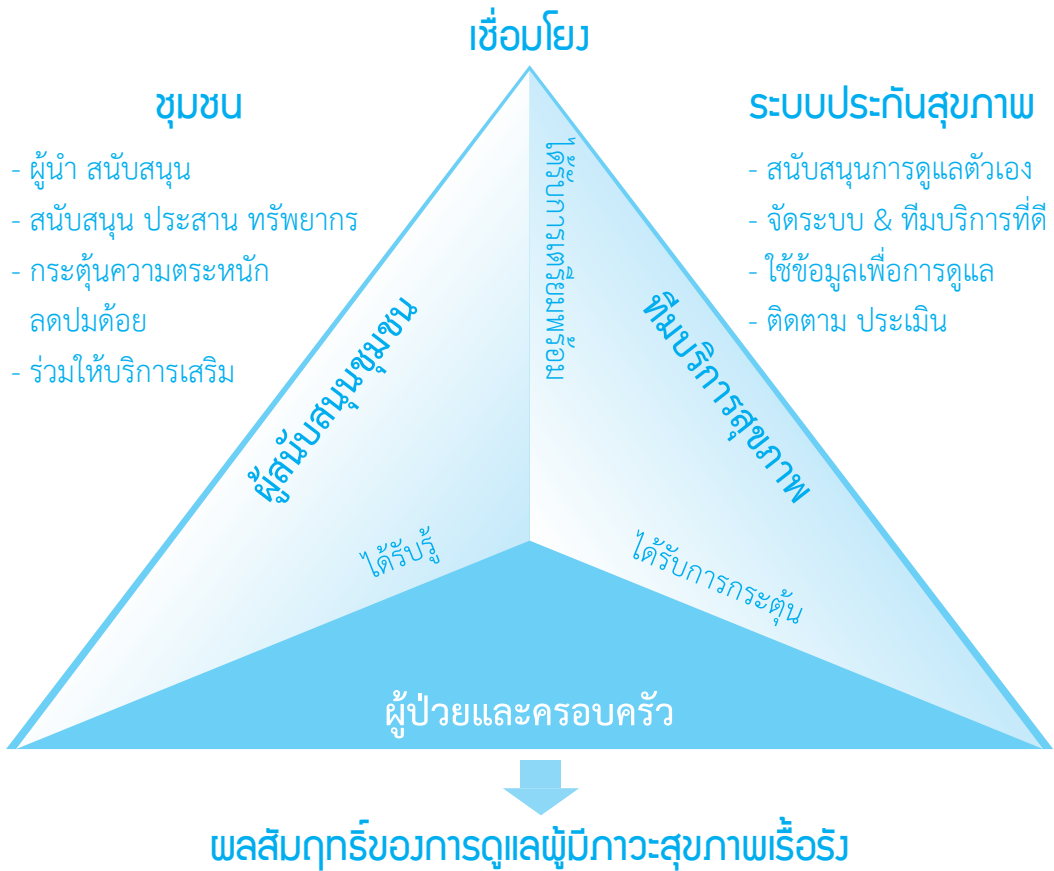 เชื่อมโยง
ชุมชน
- ผู้นำ สนับสนุน
- สนับสนุน ประสาน ทรัพยากร
- กระตุ้นความตระหนัก
ลดปมด้อย
- ร่วมให้บริการเสริม
ระบบประกันสุขภาพ
- สนับสนุนการดูแลตัวเอง
- จัดระบบ & ทีมบริการที่ดี
- ใช้ข้อมูลเพื่อการดูแล
- ติดตาม ประเมิน
ผู้สนับสนุนชุมชน
ได้รับการเตรียมพร้อม
ทีมบริการสุขภาพ
ได้รับรู้
ได้รับการกระตุ้น
ผู้ป่วยและครอบครัว
ผลสัมฤทธิ์ของการดูแลผู้มีภาวะสุขภาพเรื้อรัง